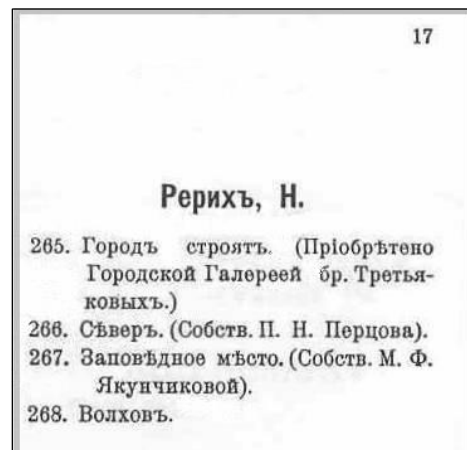 17
Рерихъ, Н.
265. Городъ строятъ. (Пріобрѣтено
Городской Галереей бр. Третья-
ковыхъ.)
266. Сѣверъ. (Собств. П. Н. Перцова).
267. Заповѣдное мѣсто. (Собств. М. Ф.
Якунчиковой).
268. Волховъ.